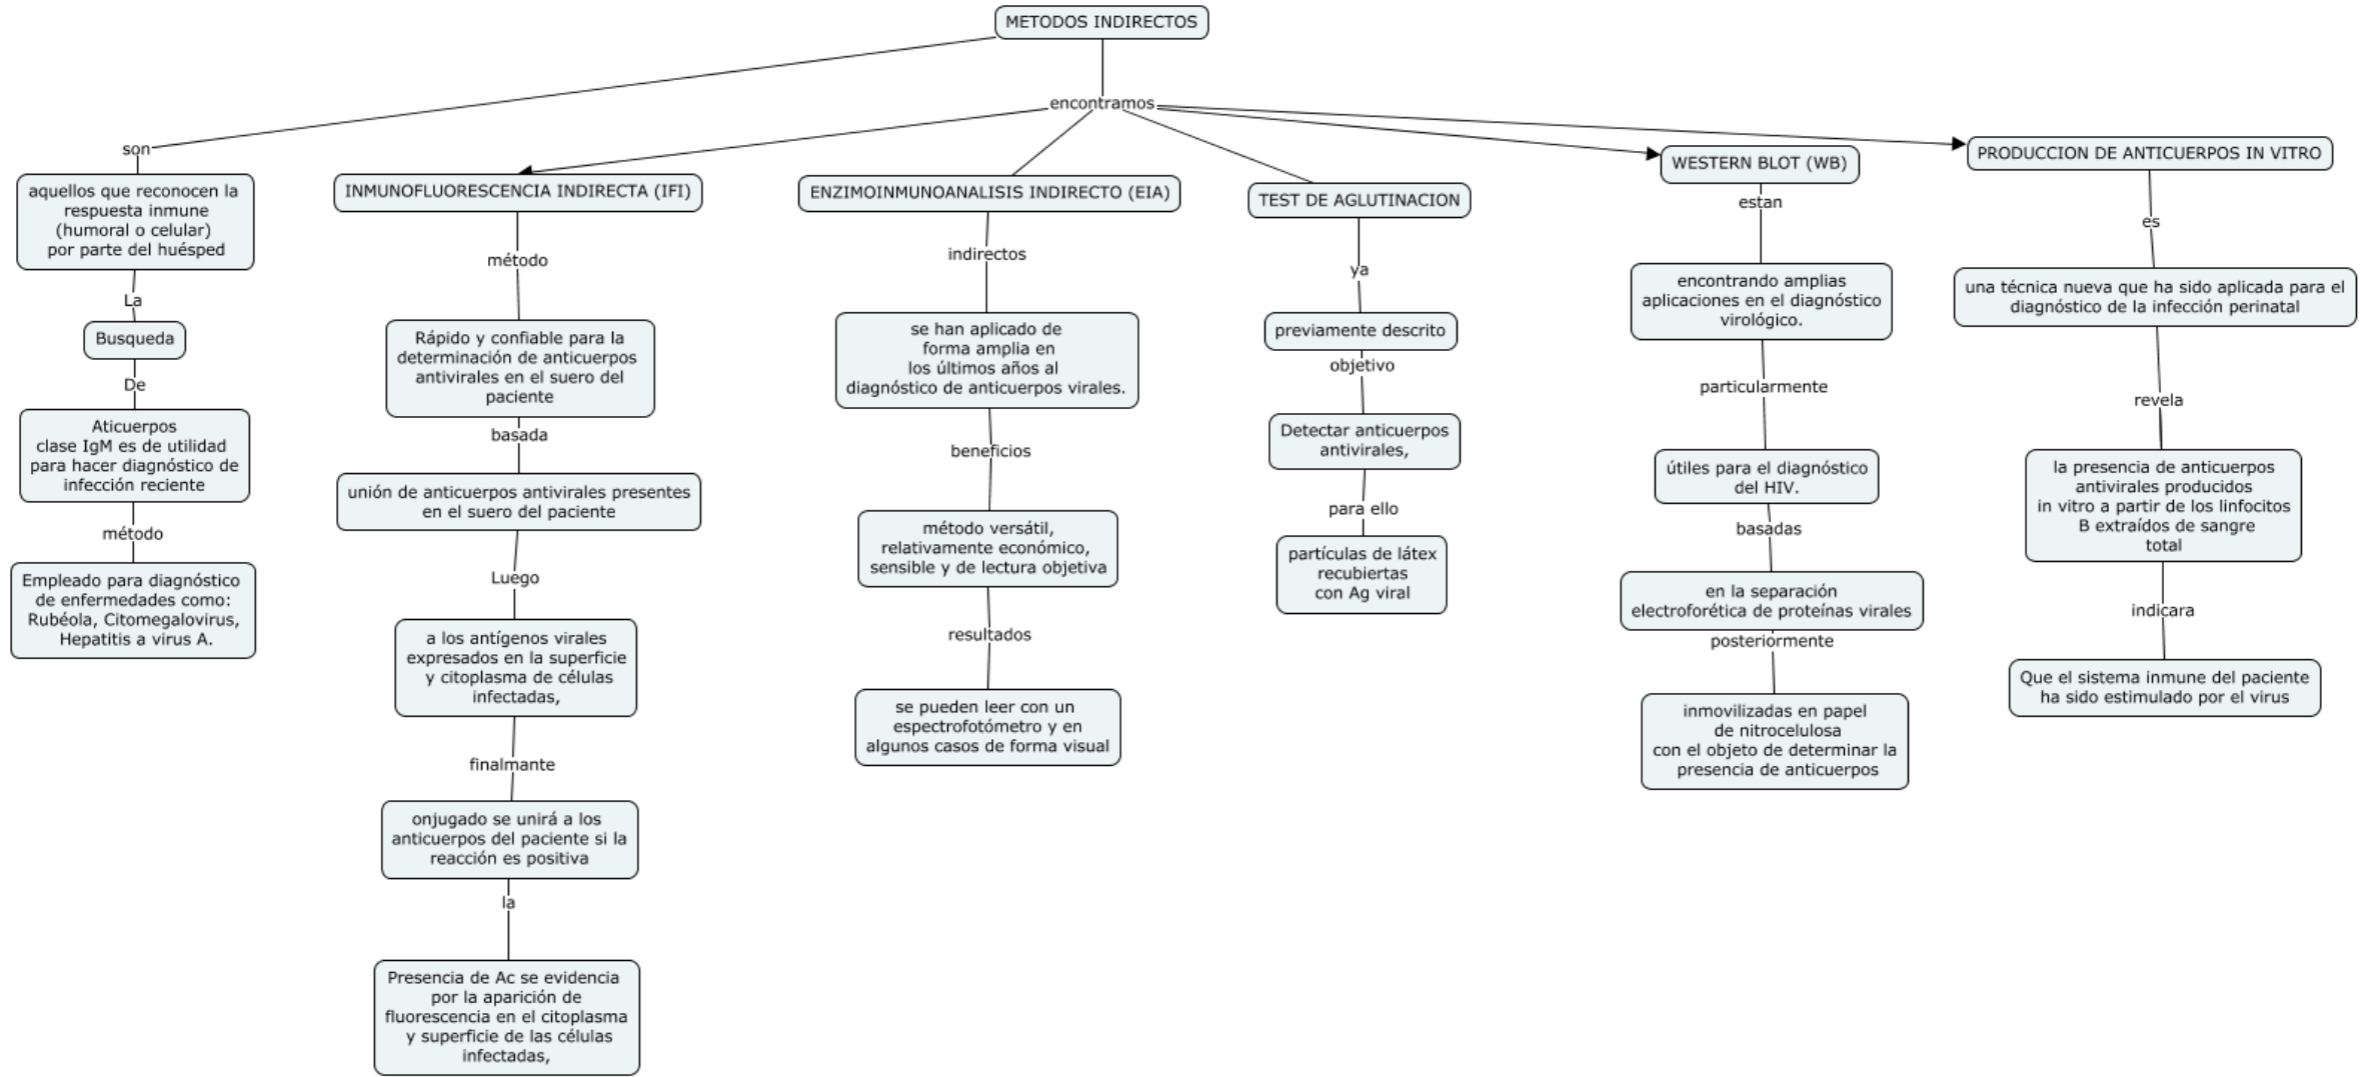 METODOS INDIRECTOS
encontramos
son
aquellos que reconocen la
respuesta inmune
(humoral o celular)
por parte del huésped
La
Busqueda
De
Aticuerpos
clase IgM es de utilidad
para hacer diagnóstico de
infección reciente
método
Empleado para diagnóstico
de enfermedades como:
Rubéola, Citomegalovirus,
Hepatitis a virus A.
INMUNOFLUORESCENCIA INDIRECTA (IFI)
método
Rápido y confiable para la
determinación de anticuerpos
antivirales en el suero del
paciente
basada
unión de anticuerpos antivirales presentes
en el suero del paciente
Luego
a los antígenos virales
expresados en la superficie
y citoplasma de células
infectadas,
finalmante
onjugado se unirá a los
anticuerpos del paciente si la
reacción es positiva
la
Presencia de Ac se evidencia
por la aparición de
fluorescencia en el citoplasma
y superficie de las células
infectadas,
ENZIMOINMUNOANALISIS INDIRECTO (EIA)
indirectos
se han aplicado de
forma amplia en
los últimos años al
diagnóstico de anticuerpos virales.
beneficios
método versátil,
relativamente económico,
sensible y de lectura objetiva
resultados
se pueden leer con un
espectrofotómetro y en
algunos casos de forma visual
TEST DE AGLUTINACION
ya
previamente descrito
objetivo
Detectar anticuerpos
antivirales,
para ello
partículas de látex
recubiertas
con Ag viral
WESTERN BLOT (WB)
estan
encontrando amplias
aplicaciones en el diagnóstico
virológico.
particularmente
útiles para el diagnóstico
del HIV.
basadas
en la separación
electroforética de proteínas virales
posteriormente
inmovilizadas en papel
de nitrocelulosa
con el objeto de determinar la
presencia de anticuerpos
PRODUCCION DE ANTICUERPOS IN VITRO
es
una técnica nueva que ha sido aplicada para el
diagnóstico de la infección perinatal
revela
la presencia de anticuerpos
antivirales producidos
in vitro a partir de los linfocitos
B extraídos de sangre
total
indicara
Que el sistema inmune del paciente
ha sido estimulado por el virus